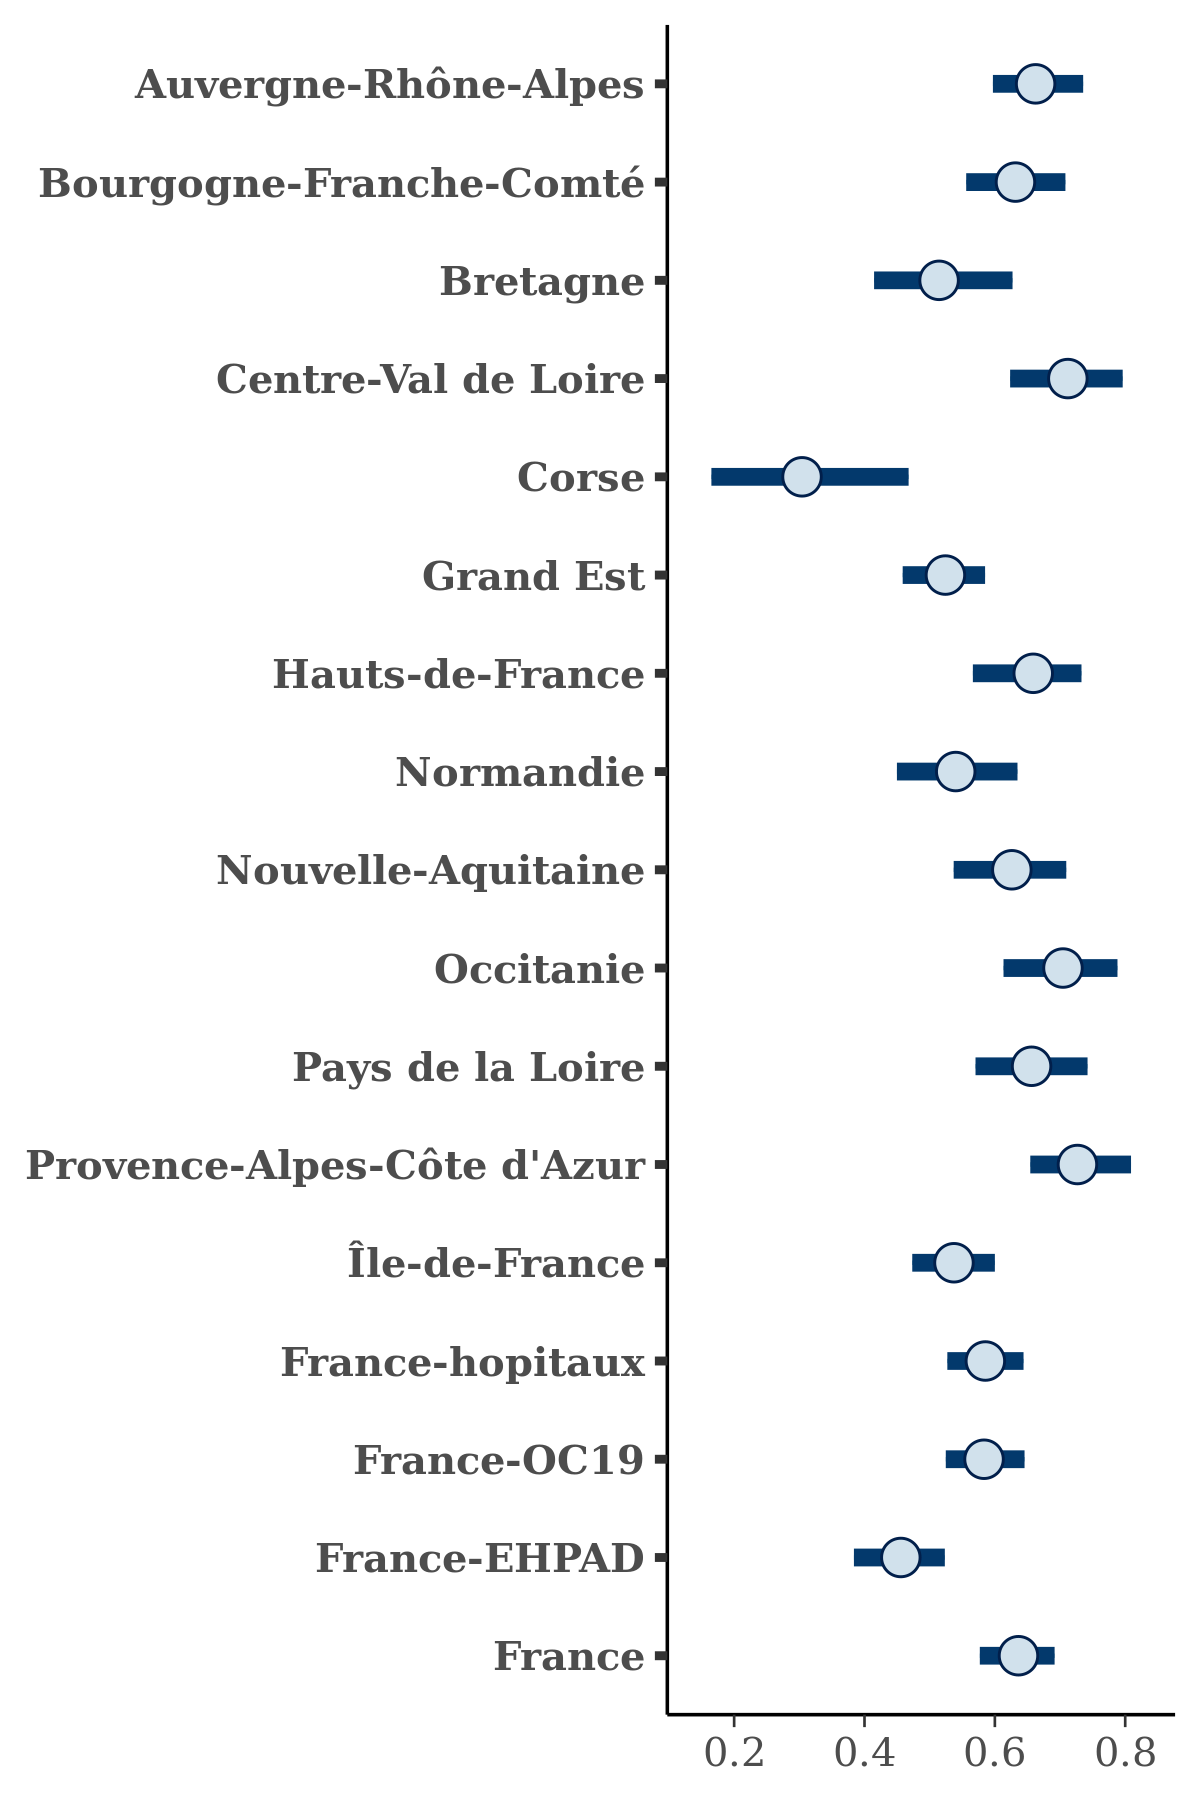 Auvergne-Rhône-Alpes
Bourgogne-Franche-Comté
Bretagne
Centre-Val de Loire
Corse
Grand Est
Hauts-de-France
Normandie
Nouvelle-Aquitaine
Occitanie
Pays de la Loire
Provence-Alpes-Côte d'Azur
Île-de-France
France-hopitaux
France-OC19
France-EHPAD
France
0.2 0.4 0.6 0.8